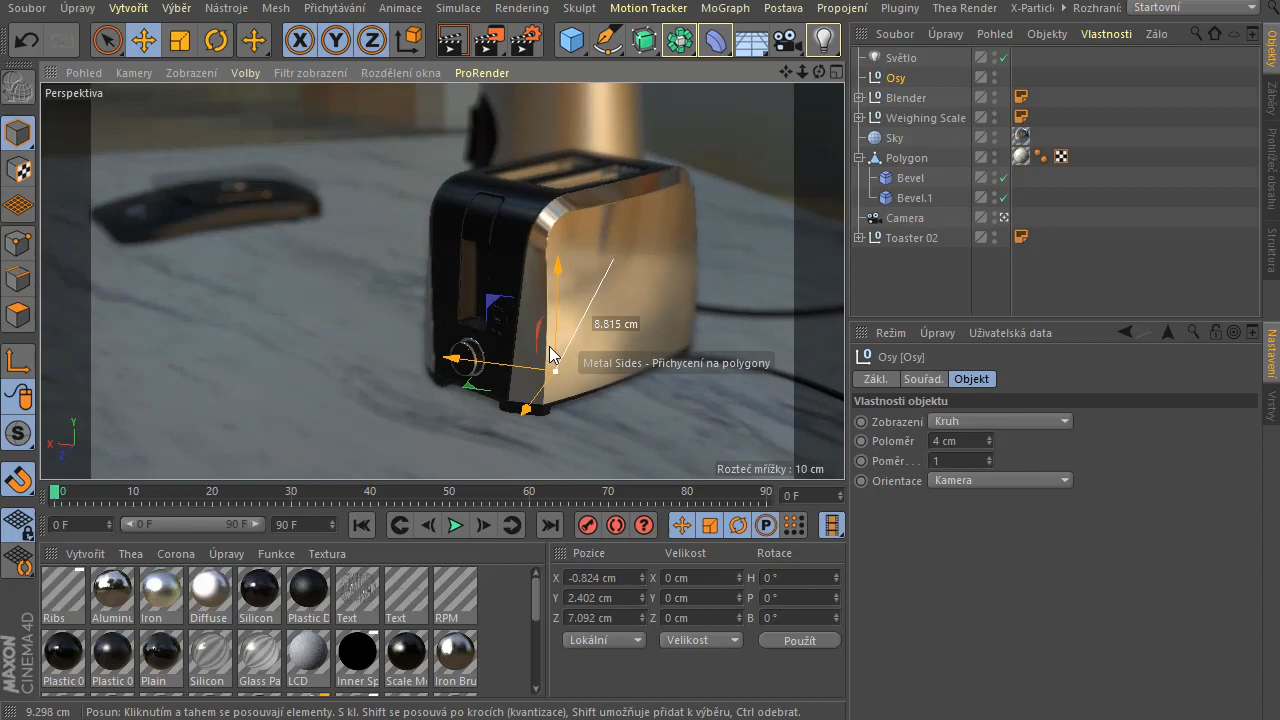 Soubor Úpravy Vytvořit Výběr Nástroje Mesh Přichytávání Animace Simulace Rendering Skulpt Motion Tracker MoGraph Postava Propojení Pluginy Thea Render X-Particle Rozhraní: Startovní
Pohled Kamery Zobrazení Volby Filtr zobrazení Rozdělení okna ProRender
Perspektiva
8.815 cm
Metal Sides - Přichycení na polygony
Y
X
Z
Rozteč mřížky : 10 cm
Soubor Úpravy Pohled Objekty Vlastnosti Zálo
Světlo
Osy
Blender
Weighing Scale
Sky
Polygon
Bevel
Bevel.1
Camera
Toaster 02
Objekty
Záběry
Prohlížeč obsahu
Struktura
Režim Úpravy Uživatelská data
Osy [Osy]
Zákl. Souřad. Objekt
Vlastnosti objektu
Zobrazení Kruh
Poloměr 4 cm
Poměr. . . 1
Orientace Kamera
Nastavení
Vrstvy
0 10 20 30 40 50 60 70 80 90 0 F
0 F 0 F 90 F 90 F
Vytvořit Thea Corona Úpravy Funkce Textura
Ribs Aluminu Iron Diffuse Silicon Plastic D Text Text RPM
Plastic 0 Plastic 0 Plain Silicon Glass Pa LCD Inner Sp Scale M Iron Bru
Pozice Velikost Rotace
X -0.824 cm X 0 cm H 0 °
Y 2.402 cm Y 0 cm P 0 °
Z 7.092 cm Z 0 cm B 0 °
Lokální Velikost Použít
MAXON
CINEMA 4D
9.298 cm Posun: Kliknutím a tahem se posouvají elementy. S kl. Shift se posová po krocích (kvantizace), Shift umožňuje přidat k výběru, Ctrl odebrat.